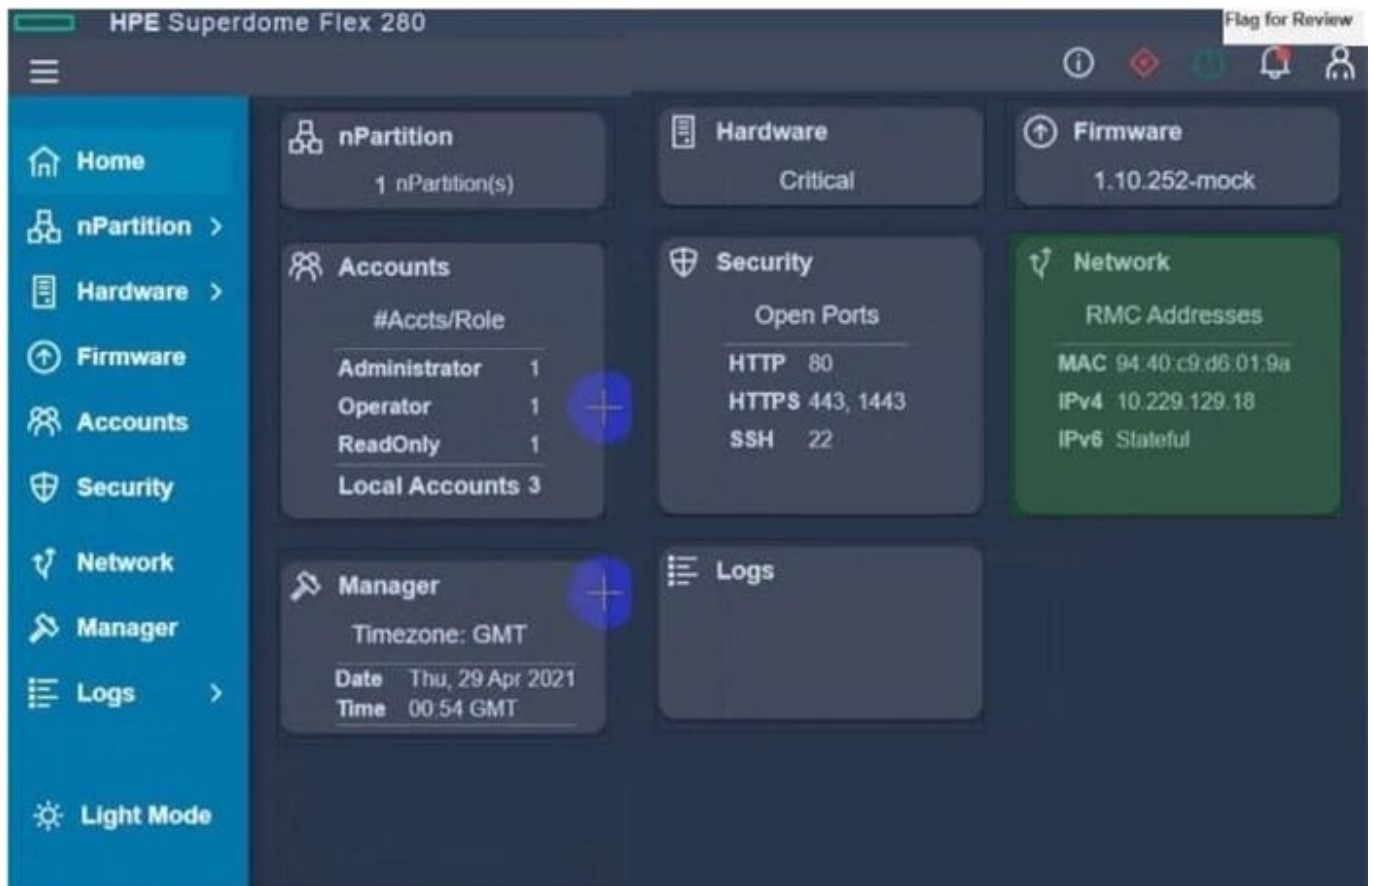 HPE Superdome Flex 280
Flag for Review
Home
nPartition
Hardware
Firmware
Accounts
Security
Network
Manager
Logs
Light Mode
nPartition
1 nPartition(s)
Hardware
Critical
Firmware
1.10.252-mock
Accounts
#Accts/Role
Administrator 1
Operator 1
ReadOnly 1
Local Accounts 3
Security
Open Ports
HTTP 80
HTTPS 443, 1443
SSH 22
Network
RMC Addresses
MAC 94:40:c9:d6:01:9a
IPv4 10.229.129.18
IPv6 Stateful
Manager
Timezone: GMT
Date Thu, 29 Apr 2021
Time 00:54 GMT
Logs